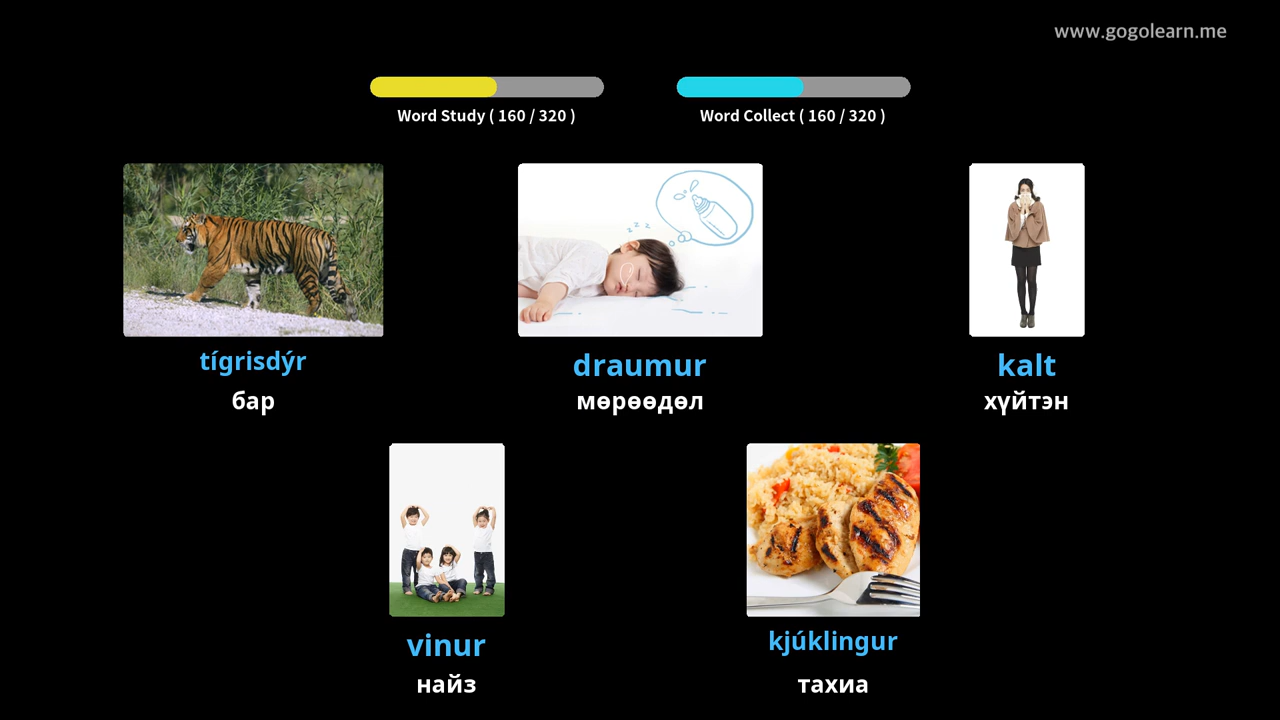 www.gogolearn.me
Word Study ( 160 / 320 )
Word Collect ( 160 / 320 )
tígrisdýr
бар
draumur
мөрөөдөл
kalt
хүйтэн
vinur
найз
kjúklingur
тахиа